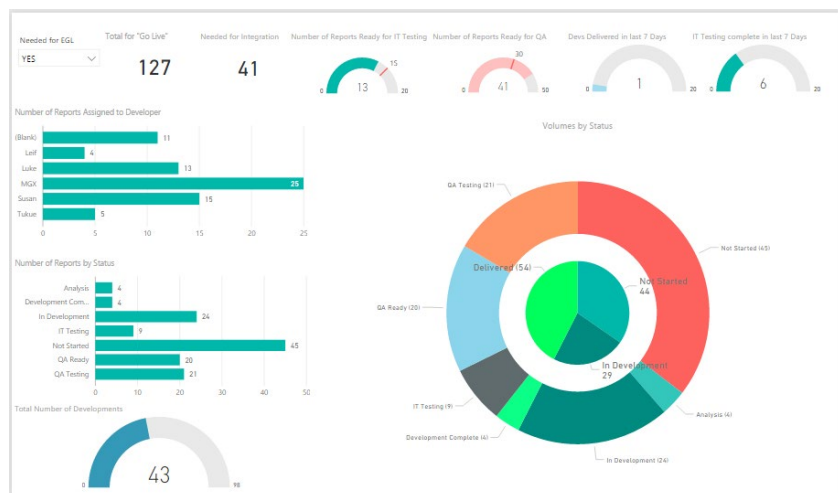 Needed for EGL
YES
Total for "Go Live"
127
Needed for Integration
41
Number of Reports Ready for IT Testing
15
0
13
20
Number of Reports Ready for QA
30
0
41
50
Devs Delivered in last 7 Days
0
1
20
IT Testing complete in last 7 Days
0
6
20
Number of Reports Assigned to Developer
(Blank) 11
Leif 4
Luke 13
MGX 25
Susan 15
Tukue 5
0 5 10 15 20 25
Number of Reports by Status
Analysis 4
Development Com... 4
In Development 24
IT Testing 9
Not Started 45
QA Ready 20
QA Testing 21
0 10 20 30 40 50
Total Number of Developments
0
43
98
Volumes by Status
QA Testing (21)
Not Started (45)
Delivered (54)
Not Started
44
QA Ready (20)
In Development
29
IT Testing (9)
Analysis (4)
Development Complete (4)
In Development (24)